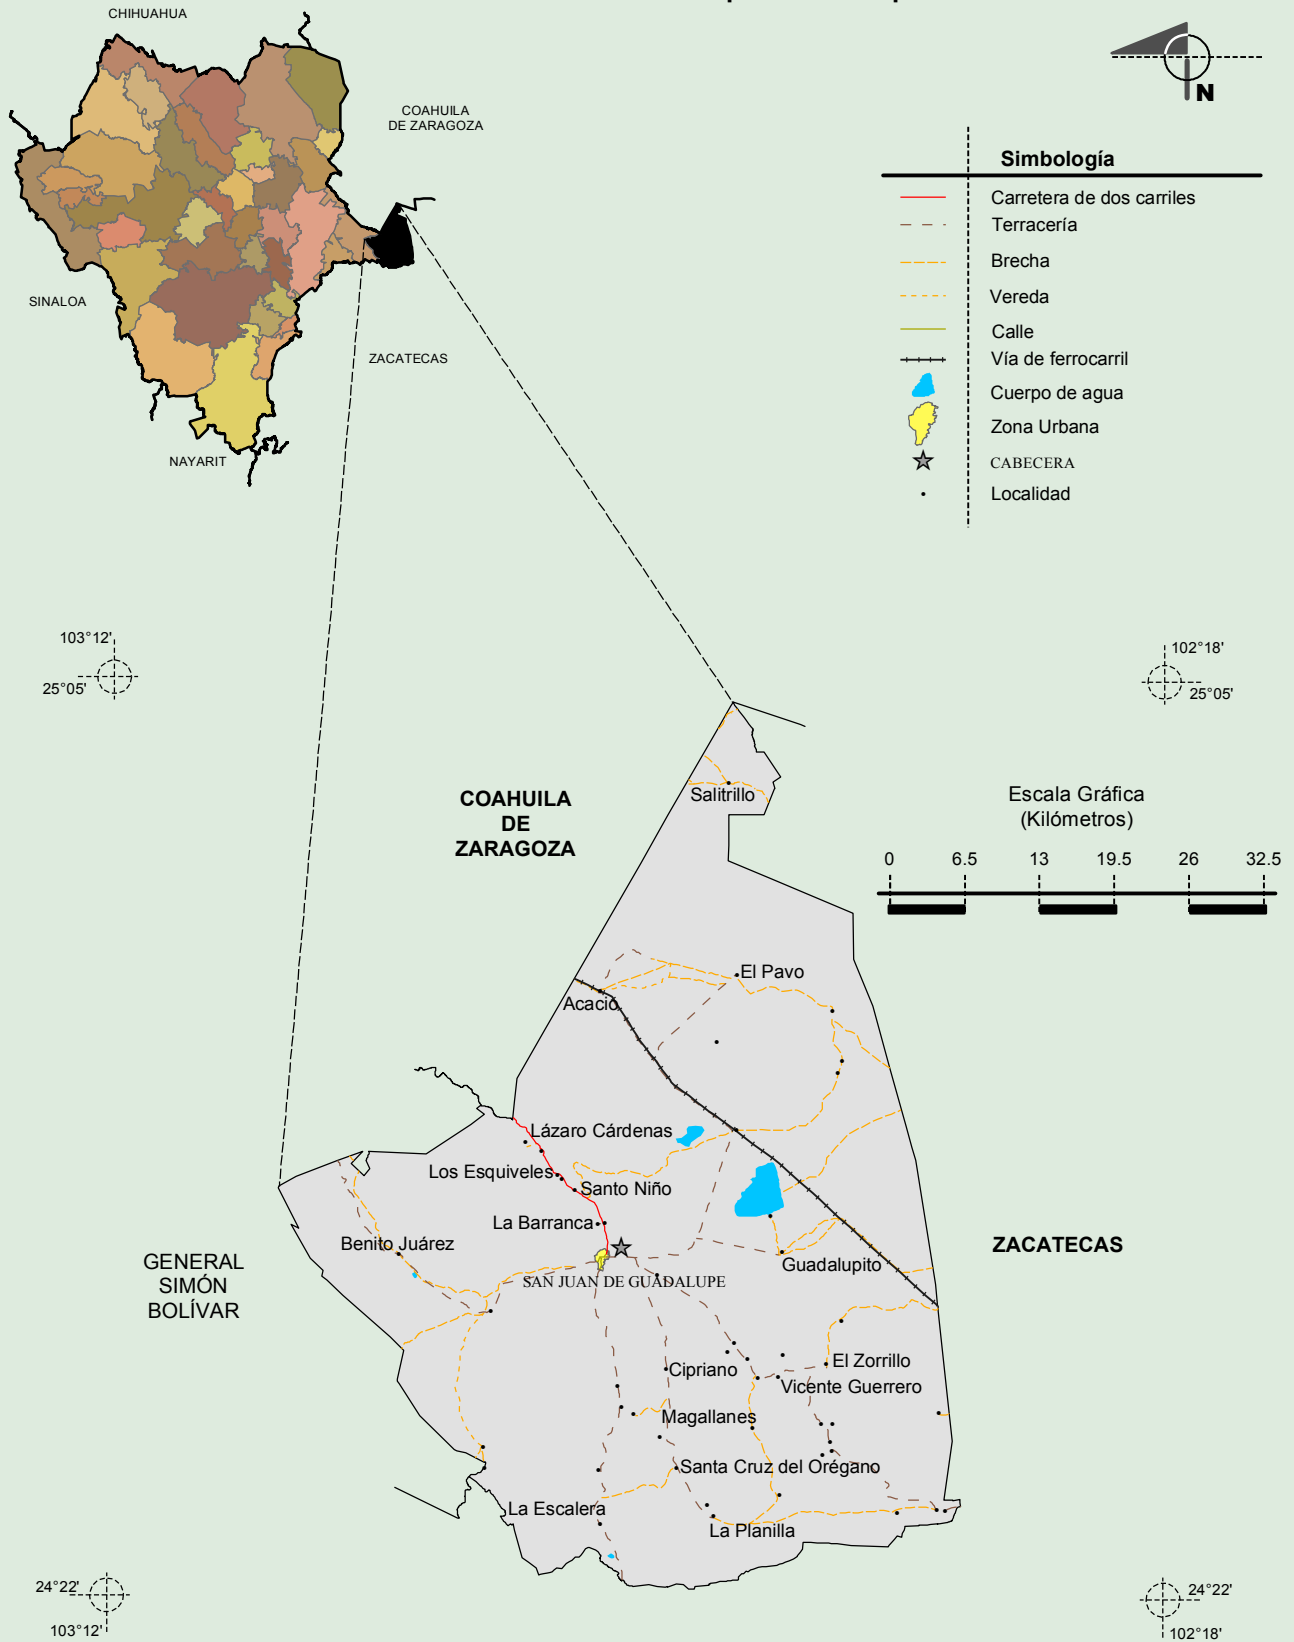 CHIHUAHUA
COAHUILA
DE ZARAGOZA
SINALOA
ZACATECAS
NAYARIT
N
Simbología
Carretera de dos carriles
Terracería
Brecha
Vereda
Calle
Vía de ferrocarril
Cuerpo de agua
Zona Urbana
CABECERA
Localidad
103°12'
25°05'
102°18'
25°05'
COAHUILA
DE
ZARAGOZA
Salitrillo
Escala Gráfica
(Kilómetros)
0 6.5 13 19.5 26 32.5
El Pavo
Acacio
Lázaro Cárdenas
Los Esquiveles
Santo Niño
La Barranca
Benito Juárez
GENERAL
SIMÓN
BOLÍVAR
SAN JUAN DE GUADALUPE
Guadalupito
ZACATECAS
Cipriano
El Zorrillo
Vicente Guerrero
Magallanes
Santa Cruz del Orégano
La Escalera
La Planilla
24°22'
103°12'
24°22'
102°18'